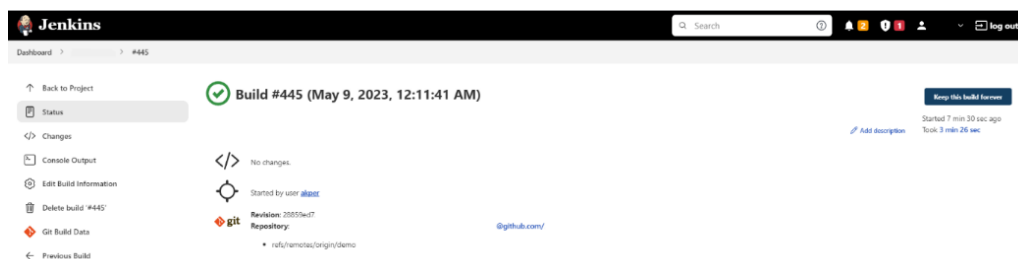 Jenkins
Search
2
1
log out
Dashboard > > #445
Back to Project
Status
Changes
Console Output
Edit Build Information
Delete build '#445'
Git Build Data
Previous Build
Build #445 (May 9, 2023, 12:11:41 AM)
Keep this build forever
Started 7 min 30 sec ago
Took 3 min 26 sec
Add description
</> No changes.
Started by user akper
git
Revision: 28859ed7
Repository: @github.com/
• refs/remotes/origin/demo